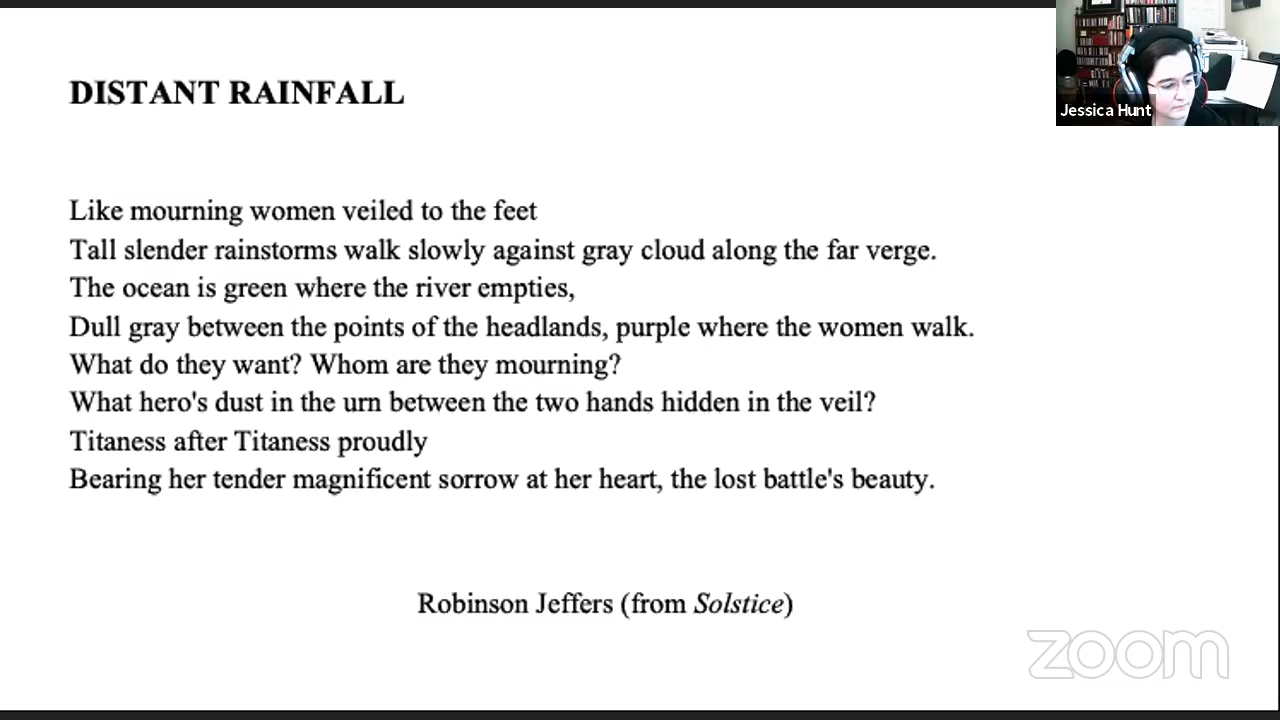 DISTANT RAINFALL
Jessica Hunt
Like mourning women veiled to the feet
Tall slender rainstorms walk slowly against gray cloud along the far verge.
The ocean is green where the river empties,
Dull gray between the points of the headlands, purple where the women walk.
What do they want? Whom are they mourning?
What hero's dust in the urn between the two hands hidden in the veil?
Titaness after Titaness proudly
Bearing her tender magnificent sorrow at her heart, the lost battle's beauty.
Robinson Jeffers (from Solstice)
zoom